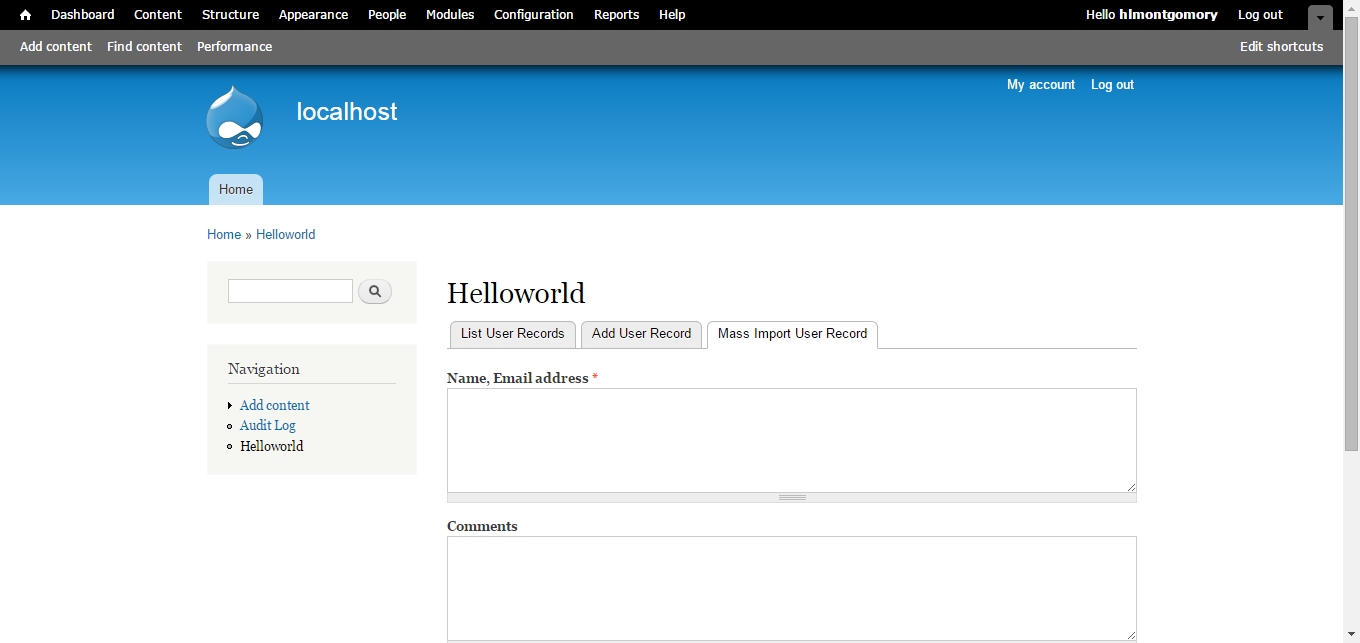 Dashboard Content Structure Appearance People Modules Configuration Reports Help Hello hlmontgomory Log out
Add content Find content Performance Edit shortcuts
My account Log out
localhost
Home
Home » Helloworld
Helloworld
List User Records Add User Record Mass Import User Record
Navigation
Add content
Audit Log
Helloworld
Name, Email address *
Comments